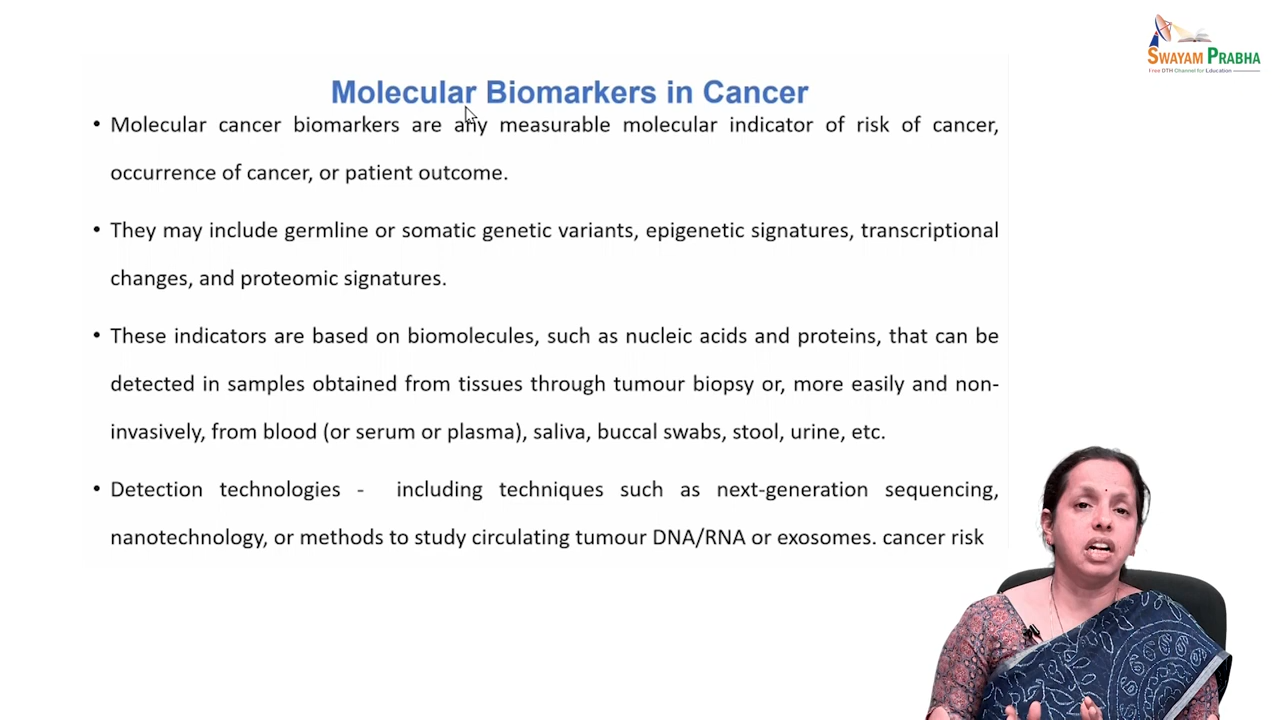 SWAYAM PRABHA
Free DTH Channel for Education
Molecular Biomarkers in Cancer
• Molecular cancer biomarkers are any measurable molecular indicator of risk of cancer,
occurrence of cancer, or patient outcome.
• They may include germline or somatic genetic variants, epigenetic signatures, transcriptional
changes, and proteomic signatures.
• These indicators are based on biomolecules, such as nucleic acids and proteins, that can be
detected in samples obtained from tissues through tumour biopsy or, more easily and non-
invasively, from blood (or serum or plasma), saliva, buccal swabs, stool, urine, etc.
• Detection technologies - including techniques such as next-generation sequencing,
nanotechnology, or methods to study circulating tumour DNA/RNA or exosomes. cancer risk